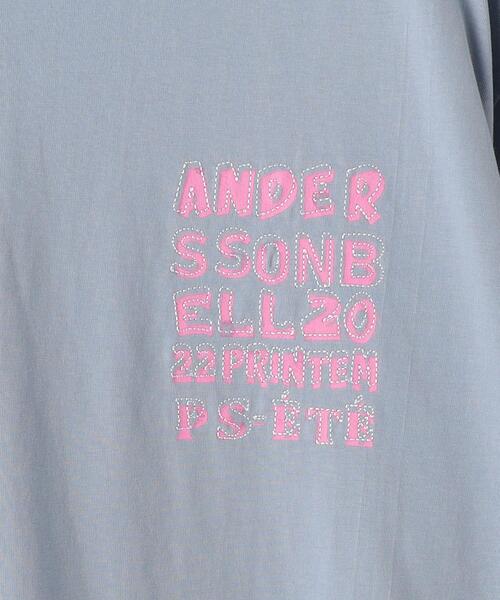 ANDER
SSONB
ELL20
22PRINTEM
PS-ÉTÉ